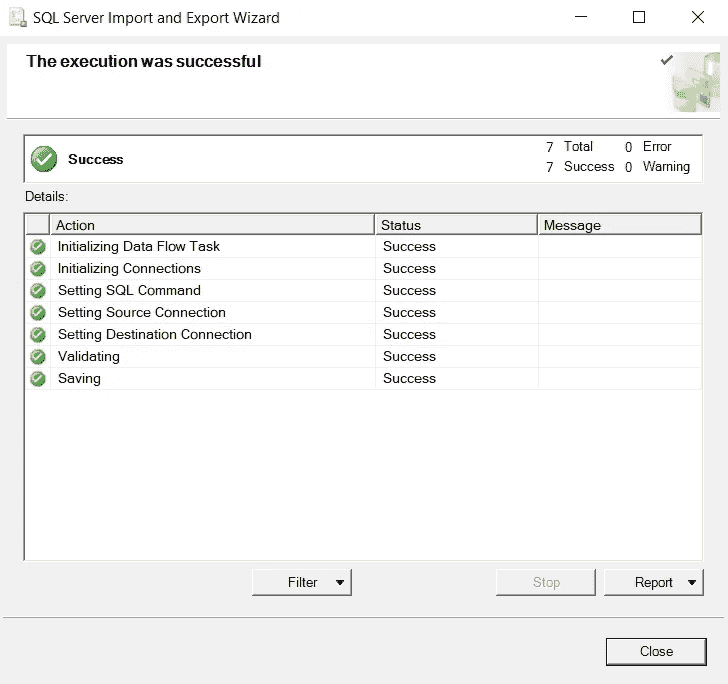 SQL Server Import and Export Wizard
The execution was successful
Success
7 Total 0 Error
7 Success 0 Warning
Details:
Action Status Message
Initializing Data Flow Task Success
Initializing Connections Success
Setting SQL Command Success
Setting Source Connection Success
Setting Destination Connection Success
Validating Success
Saving Success
Filter Stop Report
Close